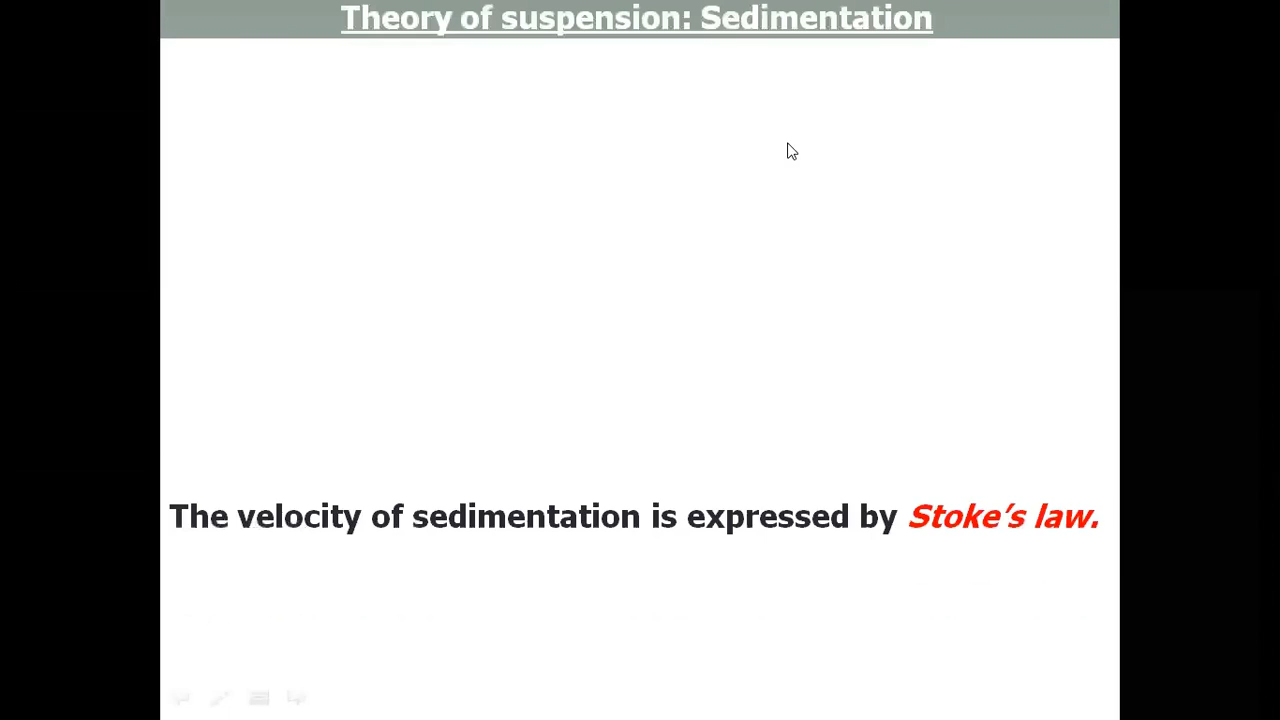 Theory of suspension: Sedimentation
The velocity of sedimentation is expressed by Stoke’s law.